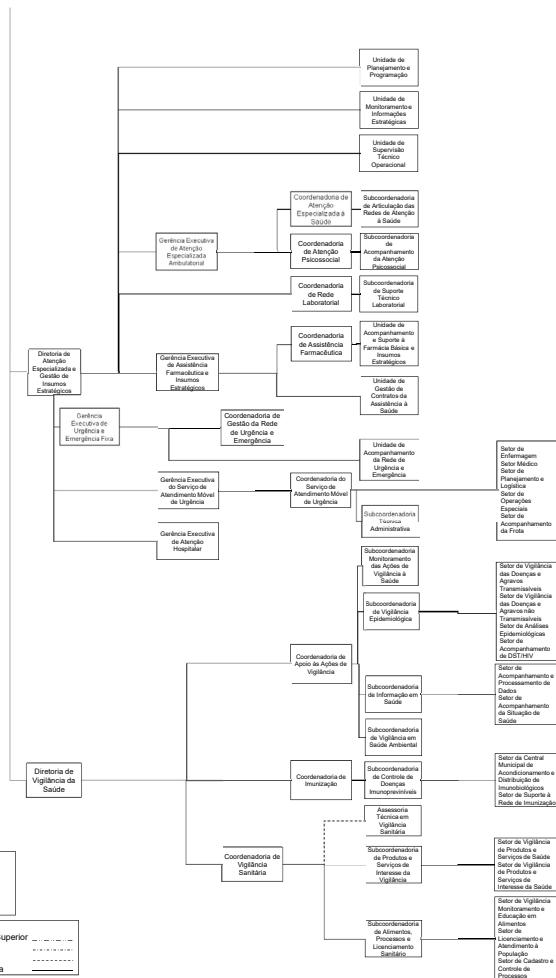 Unidade de
Planejamento e
Programação
Unidade de
Monitoramento e
Informações
Estratégicas
Unidade de
Supervisão
Técnico
Operacional
Coordenadoria de
Atenção
Especializada à
Saúde
Subcoordenadoria
de Articulação das
Redes de Atenção
à Saúde
Gerência Executiva
de Atenção
Especializada
Ambulatorial
Coordenadoria
de Atenção
Psicossocial
Subcoordenadoria
de
Acompanhamento
da Atenção
Psicossocial
Coordenadoria
de Rede
Laboratorial
Subcoordenadoria
de Suporte
Técnico
Laboratorial
Coordenadoria
de Assistência
Farmacêutica
Unidade de
Acompanhamento
e Suporte à
Farmácia Básica e
Insumos
Estratégicos
Diretoria de
Atenção
Especializada e
Gestão de
Insumos
Estratégicos
Gerência Executiva
de Assistência
Farmacêutica e
Insumos
Estratégicos
Unidade de
Gestão de
Contratos da
Assistência à
Saúde
Gerência
Executiva de
Urgência e
Emergência Fixa
Coordenadoria de
Gestão da Rede
de Urgência e
Emergência
Unidade de
Acompanhamento
da Rede de
Urgência e
Emergência
Gerência Executiva
do Serviço de
Atendimento Móvel
de Urgência
Coordenadoria do
Serviço de
Atendimento Móvel
de Urgência
Setor de
Enfermagem
Setor Médico
Setor de
Planejamento e
Logística
Setor de
Operações
Especiais
Setor de
Acompanhamento
da Frota
Subcoordenadoria
Técnica
Administrativa
Gerência Executiva
de Atenção
Hospitalar
Subcoordenadoria
Monitoramento
das Ações de
Vigilância à
Saúde
Subcoordenadoria
de Vigilância
Epidemiológica
Setor de Vigilância
das Doenças e
Agravos
Transmissíveis
Setor de Vigilância
das Doenças e
Agravos não
Transmissíveis
Setor de Análises
Epidemiológicas
Setor de
Acompanhamento
de DST/HIV
Coordenadoria de
Apoio às Ações de
Vigilância
Subcoordenadoria
de Informação em
Saúde
Setor de
Acompanhamento e
Processamento de
Dados
Setor de
Acompanhamento
da Situação de
Saúde
Subcoordenadoria
de Vigilância em
Saúde Ambiental
Diretoria de
Vigilância da
Saúde
Coordenadoria de
Imunização
Subcoordenadoria
de Controle de
Doenças
Imunopreviníveis
Setor da Central
Municipal de
Acondicionamento e
Distribuição de
Imunobiológicos
Setor de Suporte à
Rede de Imunização
Assessoria
Técnica em
Vigilância
Sanitária
Coordenadoria de
Vigilância
Sanitária
Subcoordenadoria
de Produtos e
Serviços de
Interesse da
Vigilância
Setor de Vigilância
de Produtos e
Serviços de Saúde
Setor de Vigilância
de Produtos e
Serviços de
Interesse da Saúde
Subcoordenadoria
de Alimentos,
Processos e
Licenciamento
Sanitário
Setor de Vigilância
Monitoramento e
Educação em
Alimentos
Setor de
Licenciamento e
Atendimento à
População
Setor de Cadastro e
Controle de
Processos
Superior
a